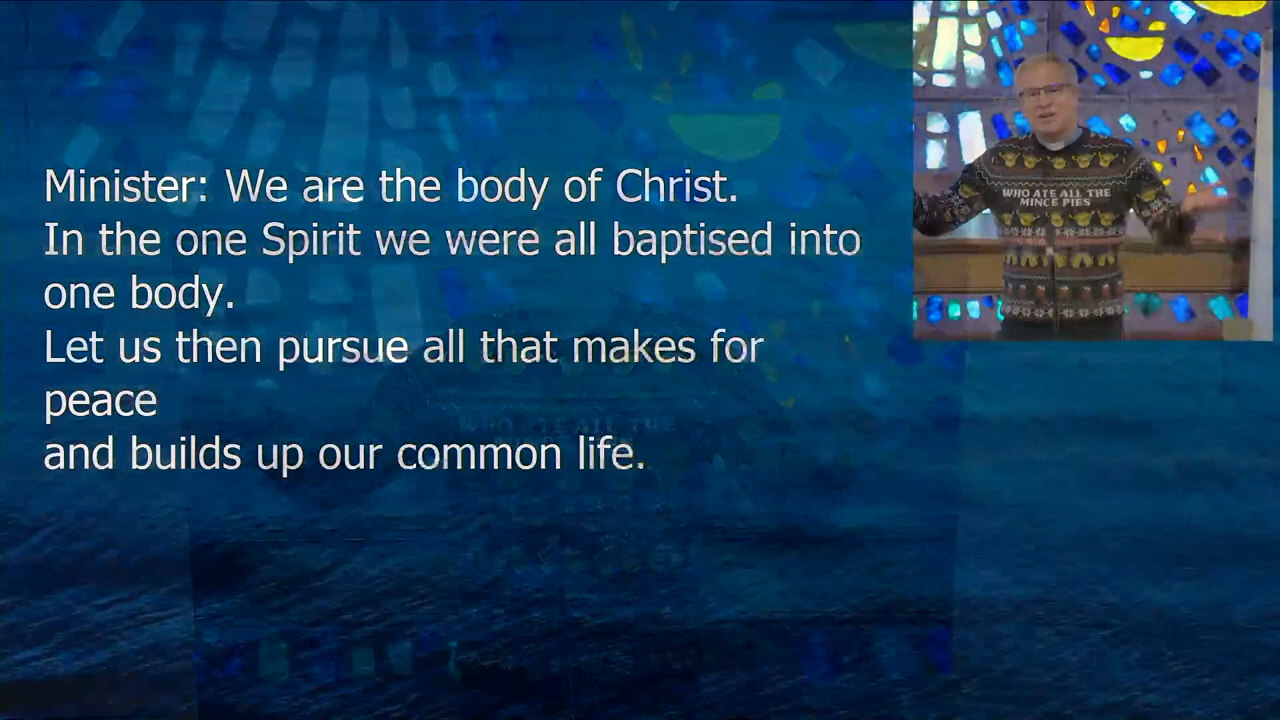 Minister: We are the body of Christ.
In the one Spirit we were all baptised into
one body.
Let us then pursue all that makes for
peace
and builds up our common life.
WHO ATE ALL THE
MINCE PIES